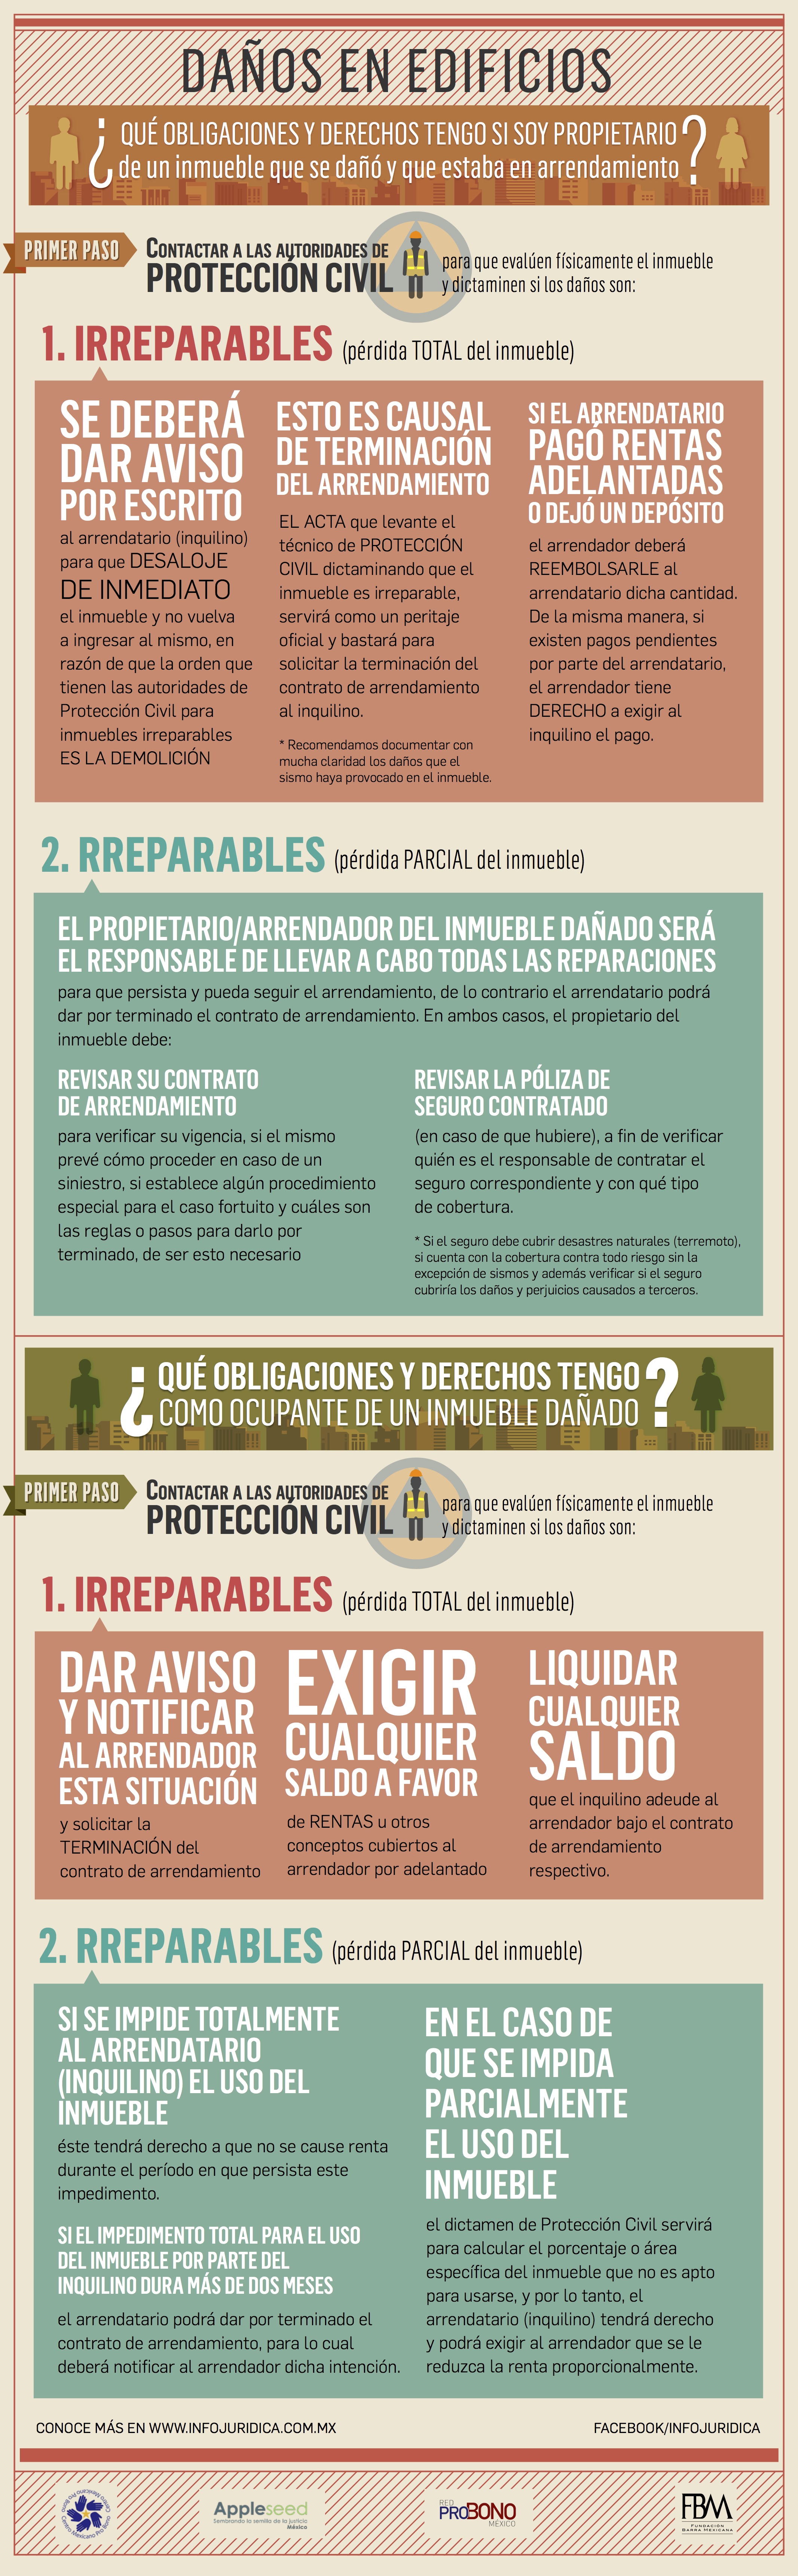 DAÑOS EN EDIFICIOS
¿QUÉ OBLIGACIONES Y DERECHOS TENGO SI SOY PROPIETARIO
de un inmueble que se dañó y que estaba en arrendamiento?
PRIMER PASO
CONTACTAR A LAS AUTORIDADES DE
PROTECCIÓN CIVIL
para que evalúen físicamente el inmueble
y dictaminen si los daños son:
1. IRREPARABLES (pérdida TOTAL del inmueble)
SE DEBERÁ
DAR AVISO
POR ESCRITO
al arrendatario (inquilino)
para que DESALOJE
DE INMEDIATO
el inmueble y no vuelva
a ingresar al mismo, en
razón de que la orden que
tienen las autoridades de
Protección Civil para
inmuebles irreparables
ES LA DEMOLICIÓN
ESTO ES CAUSAL
DE TERMINACIÓN
DEL ARRENDAMIENTO
EL ACTA que levante el
técnico de PROTECCIÓN
CIVIL dictaminando que el
inmueble es irreparable,
servirá como un peritaje
oficial y bastará para
solicitar la terminación del
contrato de arrendamiento
al inquilino.
* Recomendamos documentar con
mucha claridad los daños que el
sismo haya provocado en el inmueble.
SI EL ARRENDATARIO
PAGÓ RENTAS
ADELANTADAS
O DEJÓ UN DEPÓSITO
el arrendador deberá
REEMBOLSARLE al
arrendatario dicha cantidad.
De la misma manera, si
existen pagos pendientes
por parte del arrendatario,
el arrendador tiene
DERECHO a exigir al
inquilino el pago.
2. RREPARABLES (pérdida PARCIAL del inmueble)
EL PROPIETARIO/ARRENDADOR DEL INMUEBLE DAÑADO SERÁ
EL RESPONSABLE DE LLEVAR A CABO TODAS LAS REPARACIONES
para que persista y pueda seguir el arrendamiento, de lo contrario el arrendatario podrá
dar por terminado el contrato de arrendamiento. En ambos casos, el propietario del
inmueble debe:
REVISAR SU CONTRATO
DE ARRENDAMIENTO
para verificar su vigencia, si el mismo
prevé cómo proceder en caso de un
siniestro, si establece algún procedimiento
especial para el caso fortuito y cuáles son
las reglas o pasos para darlo por
terminado, de ser esto necesario
REVISAR LA PÓLIZA DE
SEGURO CONTRATADO
(en caso de que hubiere), a fin de verificar
quién es el responsable de contratar el
seguro correspondiente y con qué tipo
de cobertura.
* Si el seguro debe cubrir desastres naturales (terremoto),
si cuenta con la cobertura contra todo riesgo sin la
excepción de sismos y además verificar si el seguro
cubriría los daños y perjuicios causados a terceros.
¿QUÉ OBLIGACIONES Y DERECHOS TENGO
COMO OCUPANTE DE UN INMUEBLE DAÑADO?
PRIMER PASO
CONTACTAR A LAS AUTORIDADES DE
PROTECCIÓN CIVIL
para que evalúen físicamente el inmueble
y dictaminen si los daños son:
1. IRREPARABLES (pérdida TOTAL del inmueble)
DAR AVISO
Y NOTIFICAR
AL ARRENDADOR
ESTA SITUACIÓN
y solicitar la
TERMINACIÓN del
contrato de arrendamiento
EXIGIR
CUALQUIER
SALDO A FAVOR
de RENTAS u otros
conceptos cubiertos al
arrendador por adelantado
LIQUIDAR
CUALQUIER
SALDO
que el inquilino adeude al
arrendador bajo el contrato
de arrendamiento
respectivo.
2. RREPARABLES (pérdida PARCIAL del inmueble)
SI SE IMPIDE TOTALMENTE
AL ARRENDATARIO
(INQUILINO) EL USO DEL
INMUEBLE
éste tendrá derecho a que no se cause renta
durante el período en que persista este
impedimento.
SI EL IMPEDIMENTO TOTAL PARA EL USO
DEL INMUEBLE POR PARTE DEL
INQUILINO DURA MÁS DE DOS MESES
el arrendatario podrá dar por terminado el
contrato de arrendamiento, para lo cual
deberá notificar al arrendador dicha intención.
EN EL CASO DE
QUE SE IMPIDA
PARCIALMENTE
EL USO DEL
INMUEBLE
el dictamen de Protección Civil servirá
para calcular el porcentaje o área
específica del inmueble que no es apto
para usarse, y por lo tanto, el
arrendatario (inquilino) tendrá derecho
y podrá exigir al arrendador que se le
reduzca la renta proporcionalmente.
CONOCE MÁS EN WWW.INFOJURIDICA.COM.MX
FACEBOOK/INFOJURIDICA
Centro Mexicano Pro Bono
Appleseed
Sembrando la semilla de la justicia
México
RED
PROBONO
MÉXICO
FBM
FUNDACIÓN
BARRA MEXICANA